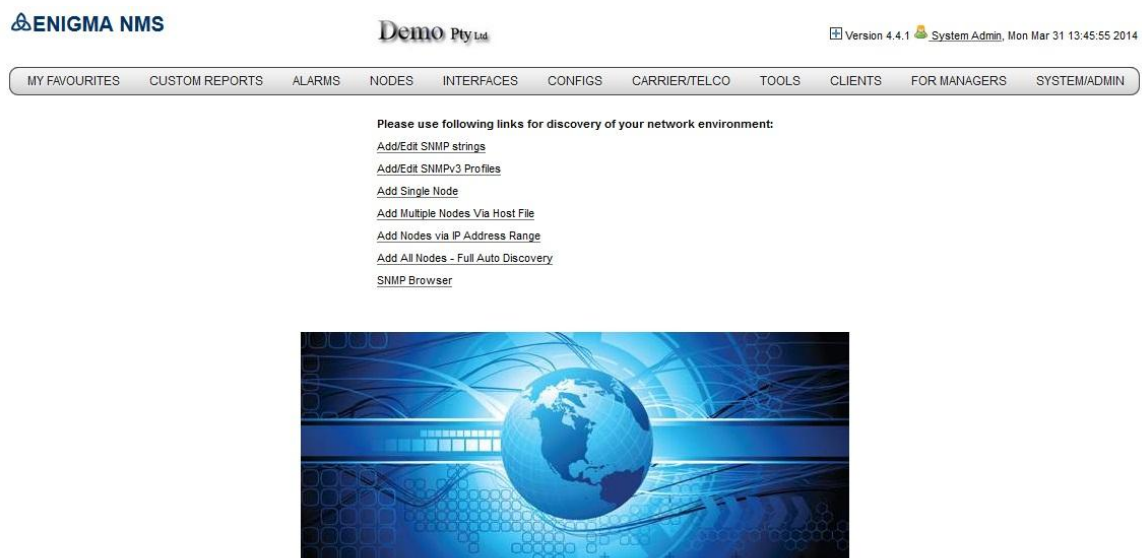 ENIGMA NMS
Demo Pty Ltd
Version 4.4.1 System Admin, Mon Mar 31 13:45:55 2014
MY FAVOURITES CUSTOM REPORTS ALARMS NODES INTERFACES CONFIGS CARRIER/TELCO TOOLS CLIENTS FOR MANAGERS SYSTEM/ADMIN
Please use following links for discovery of your network environment:
Add/Edit SNMP strings
Add/Edit SNMPv3 Profiles
Add Single Node
Add Multiple Nodes Via Host File
Add Nodes via IP Address Range
Add All Nodes - Full Auto Discovery
SNMP Browser